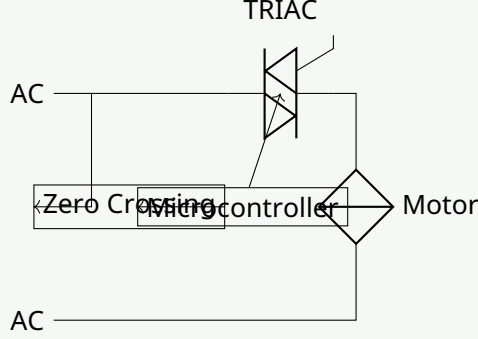 TRIAC
AC
Zero Crossing
Microcontroller
Motor
AC